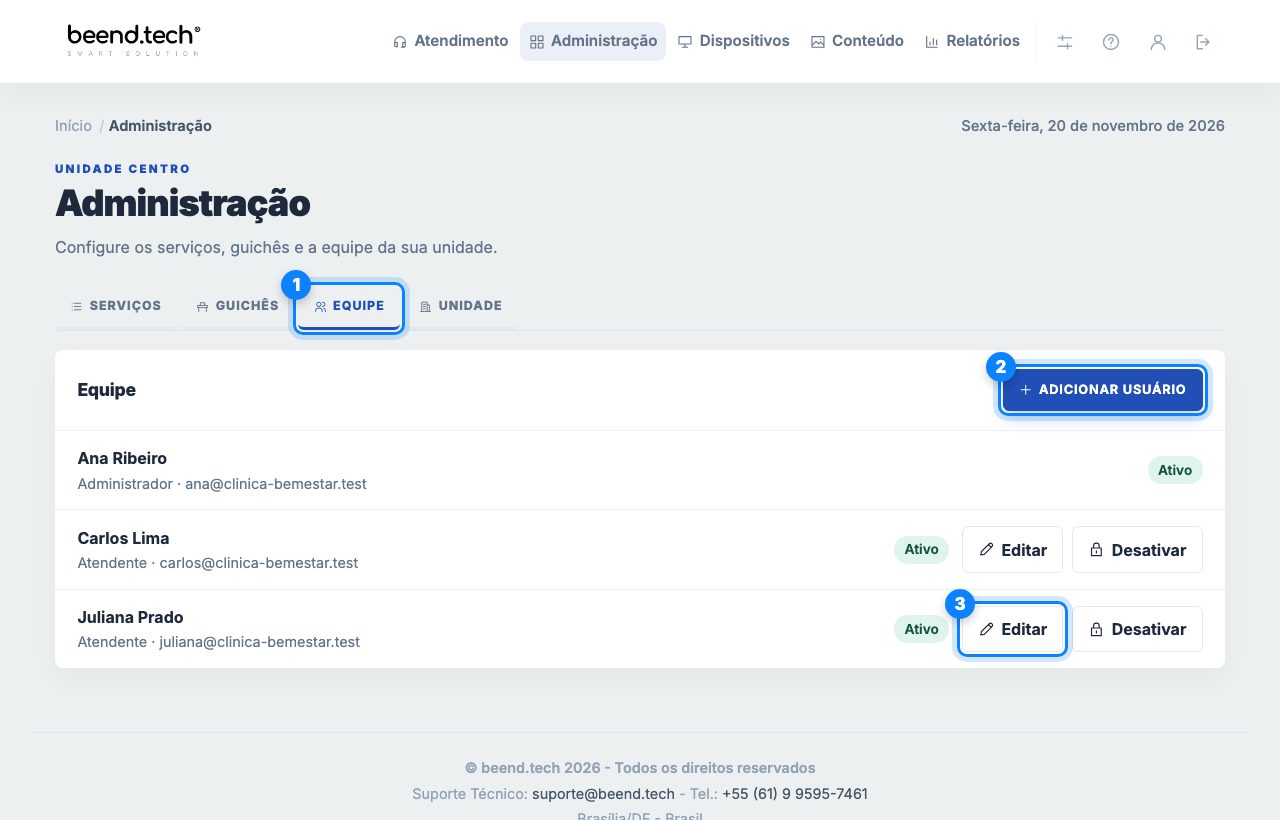 beend.tech®
SMART SOLUTION
Atendimento
Administração
Dispositivos
Conteúdo
Relatórios
Início / Administração
Sexta-feira, 20 de novembro de 2026
UNIDADE CENTRO
Administração
Configure os serviços, guichês e a equipe da sua unidade.
SERVIÇOS
GUICHÊS
1
EQUIPE
UNIDADE
Equipe
2
+ ADICIONAR USUÁRIO
Ana Ribeiro
Administrador · ana@clinica-bemestar.test
Ativo
Carlos Lima
Atendente · carlos@clinica-bemestar.test
Ativo
Editar
Desativar
Juliana Prado
Atendente · juliana@clinica-bemestar.test
Ativo
3
Editar
Desativar
© beend.tech 2026 - Todos os direitos reservados
Suporte Técnico: suporte@beend.tech - Tel.: +55 (61) 9 9595-7461
Brasília/DF - Brasil